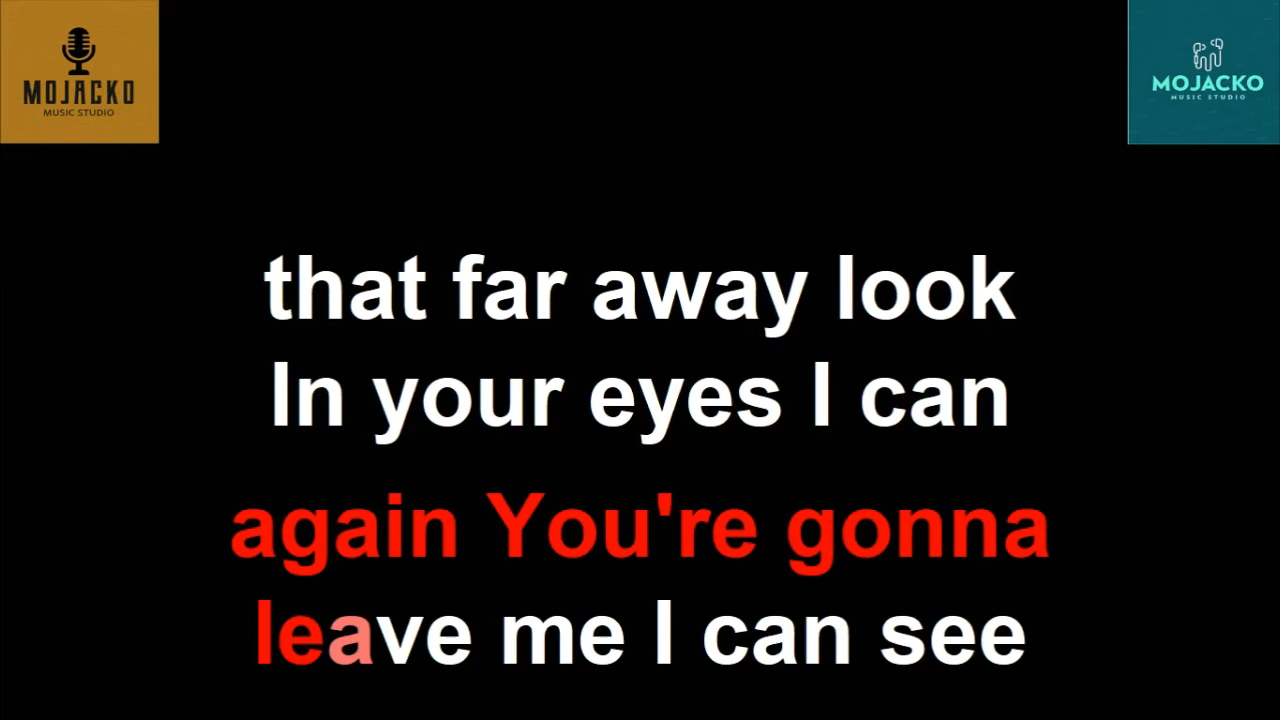 MOJACKO
MUSIC STUDIO
MOJACKO
MUSIC STUDIO
that far away look
In your eyes I can
again You're gonna
leave me I can see